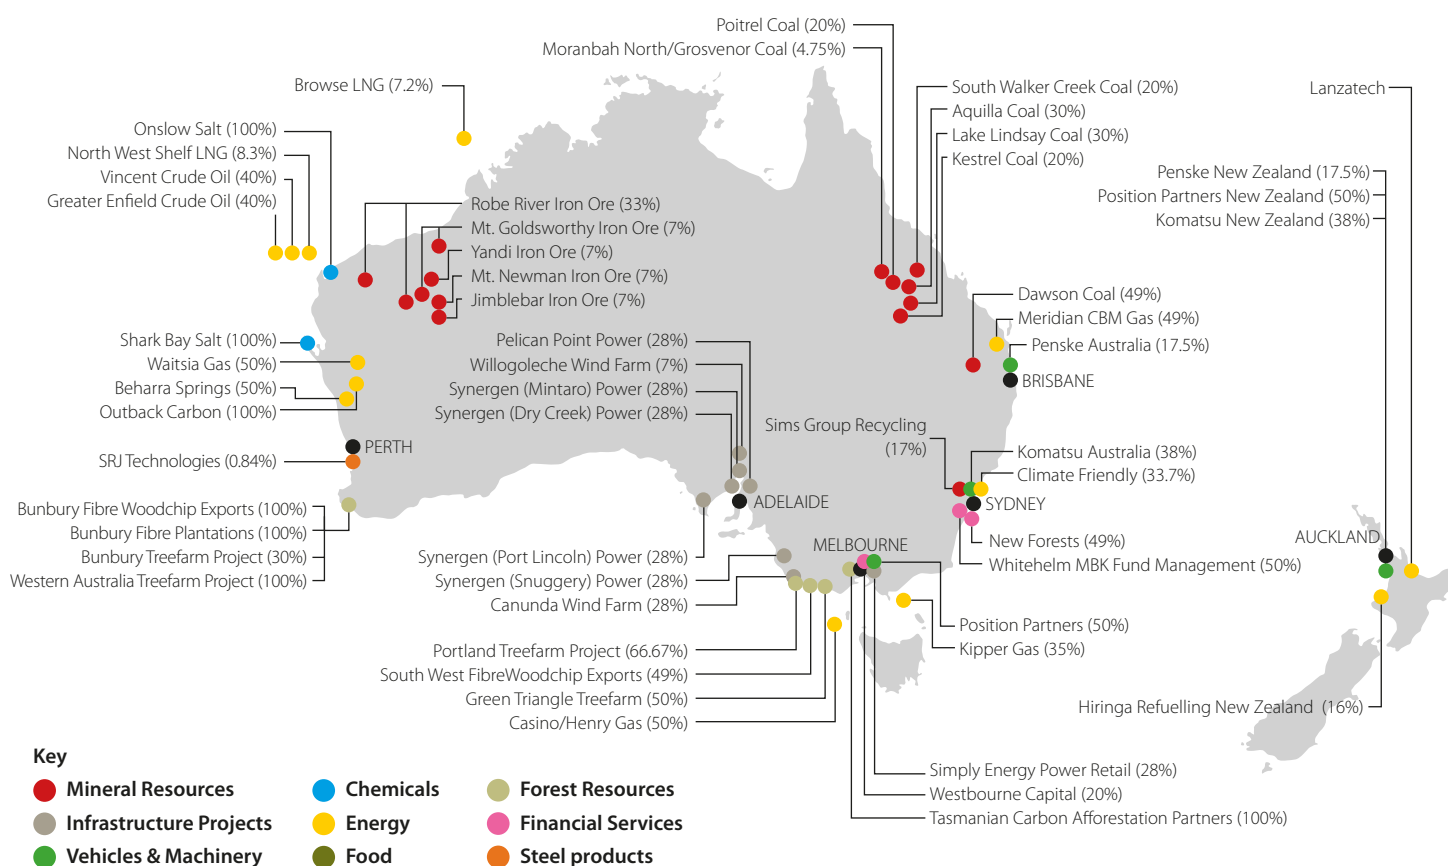 Poitrel Coal (20%)
Moranbah North/Grosvenor Coal (4.75%)
Browse LNG (7.2%)
South Walker Creek Coal (20%)
Lanzatech
Aquilla Coal (30%)
Onslow Salt (100%)
Lake Lindsay Coal (30%)
North West Shelf LNG (8.3%)
Kestrel Coal (20%)
Vincent Crude Oil (40%)
Penske New Zealand (17.5%)
Greater Enfield Crude Oil (40%)
Position Partners New Zealand (50%)
Robe River Iron Ore (33%)
Komatsu New Zealand (38%)
Mt. Goldsworthy Iron Ore (7%)
Yandi Iron Ore (7%)
Mt. Newman Iron Ore (7%)
Jimblebar Iron Ore (7%)
Dawson Coal (49%)
Meridian CBM Gas (49%)
Shark Bay Salt (100%)
Pelican Point Power (28%)
Penske Australia (17.5%)
Waitsia Gas (50%)
Willogoleche Wind Farm (7%)
BRISBANE
Beharra Springs (50%)
Synergen (Mintaro) Power (28%)
Outback Carbon (100%)
Synergen (Dry Creek) Power (28%)
Sims Group Recycling
(17%)
PERTH
Komatsu Australia (38%)
SRJ Technologies (0.84%)
Climate Friendly (33.7%)
ADELAIDE
SYDNEY
Bunbury Fibre Woodchip Exports (100%)
Bunbury Fibre Plantations (100%)
Bunbury Treefarm Project (30%)
Western Australia Treefarm Project (100%)
MELBOURNE
New Forests (49%)
AUCKLAND
Synergen (Port Lincoln) Power (28%)
Whitehelm MBK Fund Management (50%)
Synergen (Snuggery) Power (28%)
Canunda Wind Farm (28%)
Position Partners (50%)
Portland Treefarm Project (66.67%)
Kipper Gas (35%)
South West FibreWoodchip Exports (49%)
Green Triangle Treefarm (50%)
Hiringa Refuelling New Zealand (16%)
Casino/Henry Gas (50%)
Simply Energy Power Retail (28%)
Westbourne Capital (20%)
Tasmanian Carbon Afforestation Partners (100%)
Key
Mineral Resources
Chemicals
Forest Resources
Infrastructure Projects
Energy
Financial Services
Vehicles & Machinery
Food
Steel products